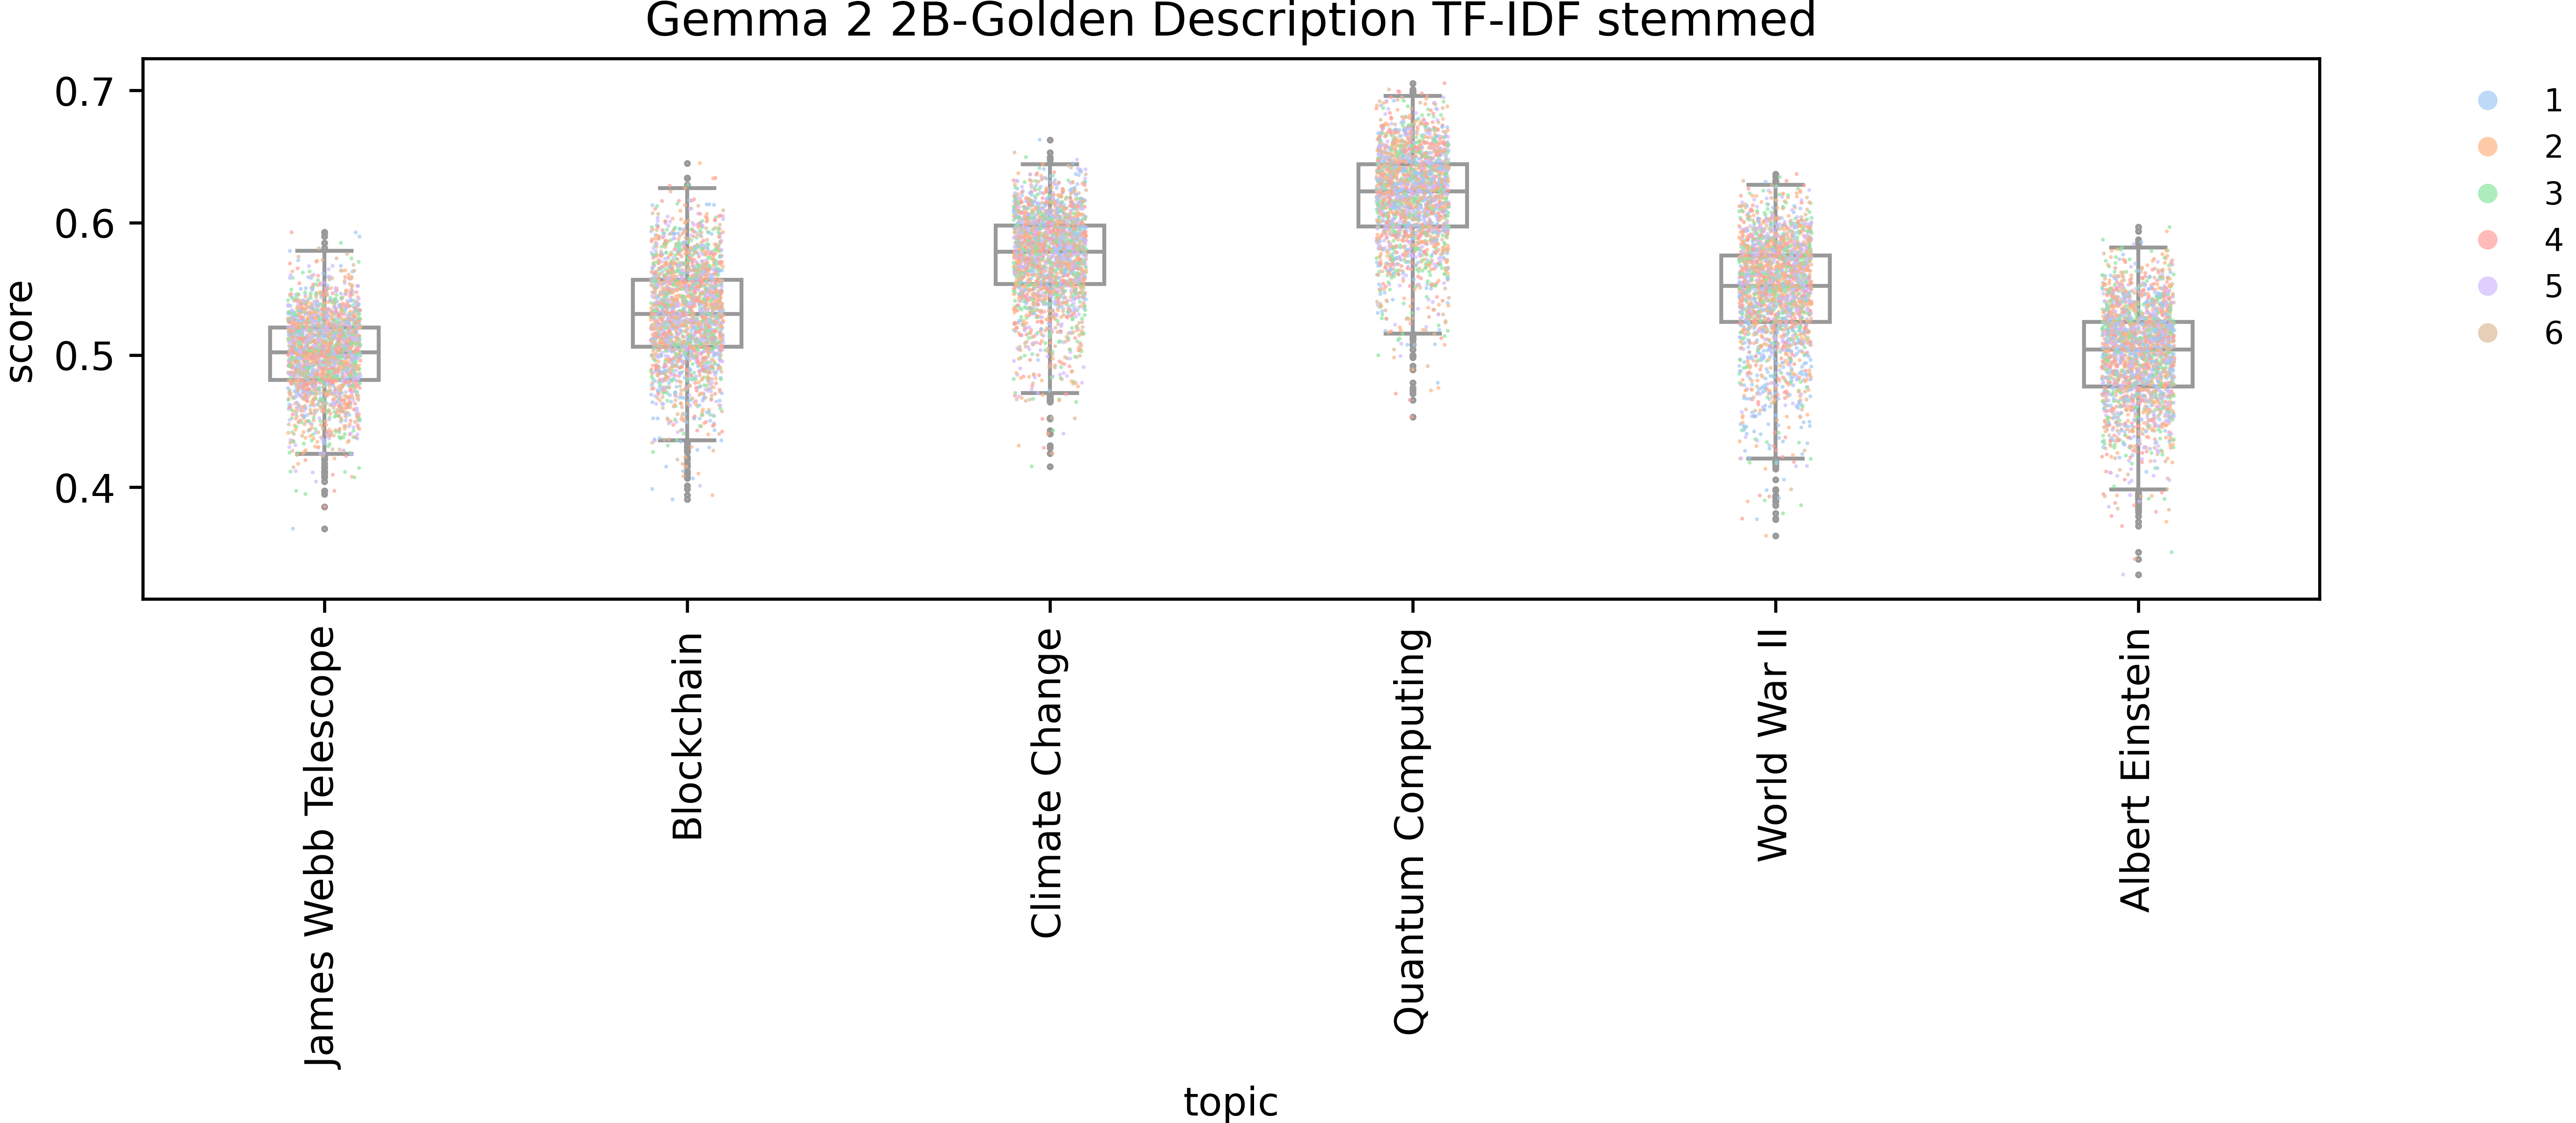 Gemma 2 2B-Golden Description TF-IDF stemmed
score
0.7
0.6
0.5
0.4
1
2
3
4
5
6
James Webb Telescope
Blockchain
Climate Change
Quantum Computing
World War II
Albert Einstein
topic